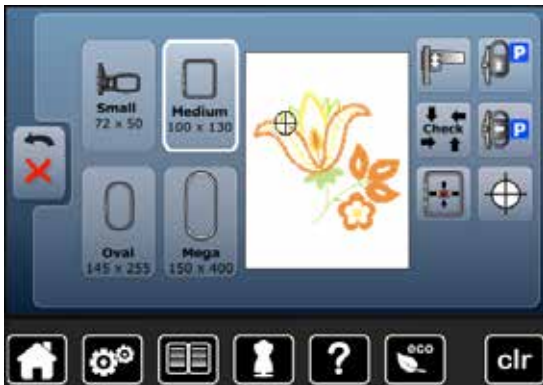 Small
72 x 50
Medium
100 x 130
Oval
145 x 255
Mega
150 x 400
P
Check
P
?
eco
clr